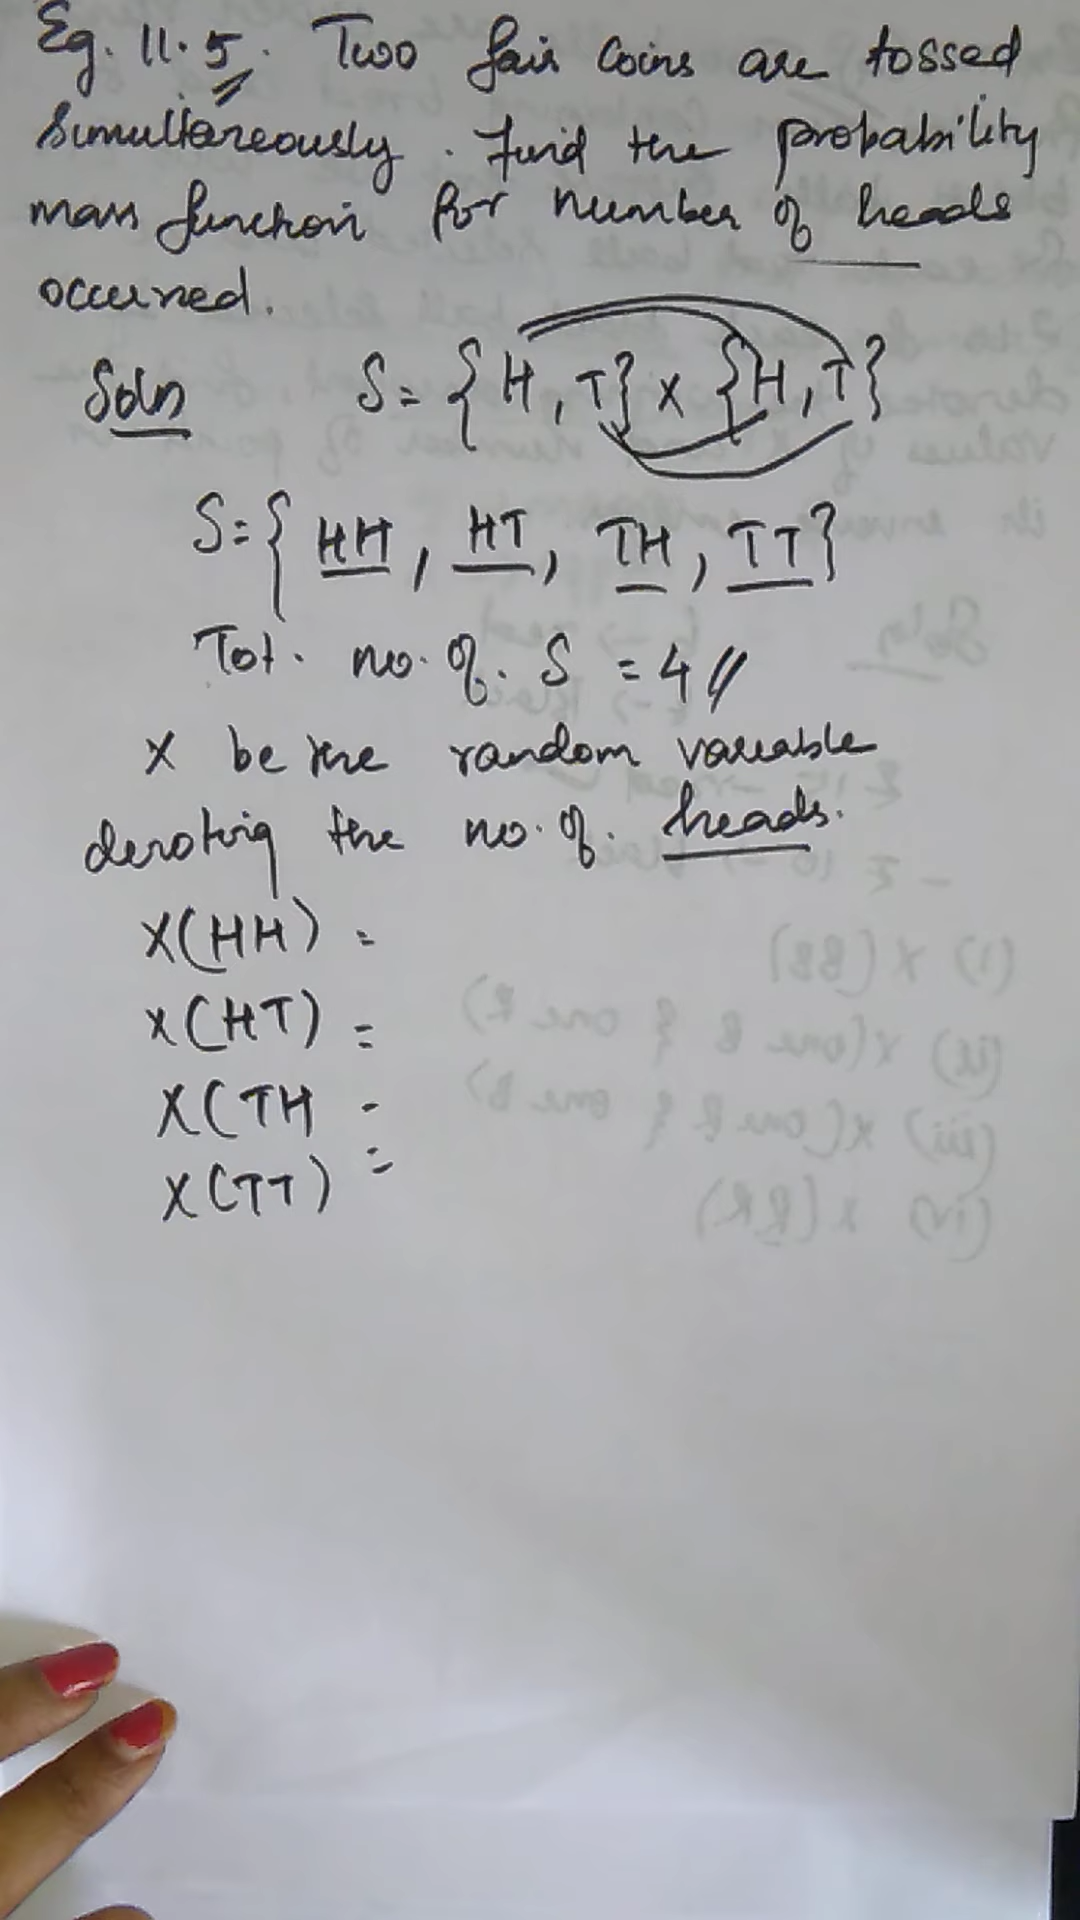 Eg. 11.5. Two fair coins are tossed
simultaneously. Find the probability
mass function for number of heads
occurred.
Soln S = {H, T} X {H, T}
S = { HH, HT, TH, TT}
Tot. no. of. S = 4 //
X be the random variable
denoting the no. of. heads.
X(HH) =
X(HT) =
X(TH =
X(TT) =